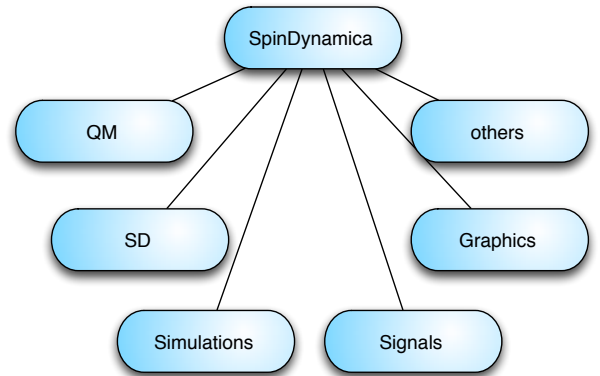 SpinDynamica
QM
others
SD
Graphics
Simulations
Signals